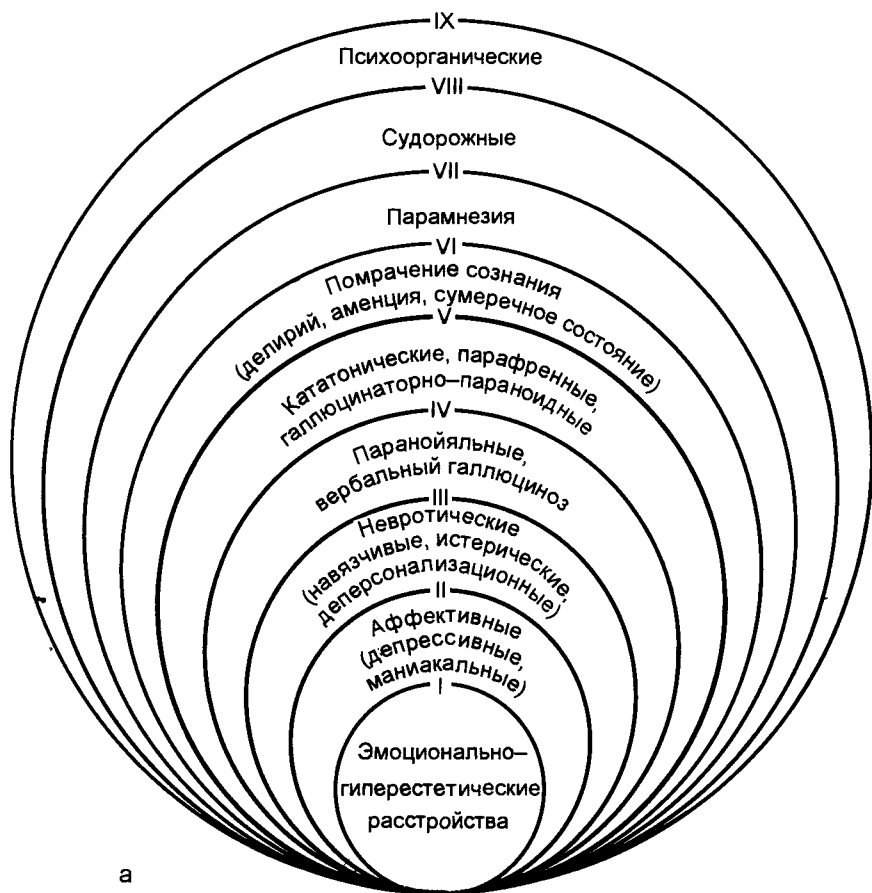 IX
Психоорганические
VIII
Судорожные
VII
Парамнезия
VI
Помрачение сознания
(делирий, аменция, сумеречное состояние)
V
Кататонические, парафренные,
галлюцинаторно–параноидные
IV
Паранойяльные,
вербальный галлюциноз
III
Невротические
(навязчивые, истерические,
деперсонализационные)
II
Аффективные
(депрессивные,
маниакальные)
I
Эмоционально–
гиперестетические
расстройства
а